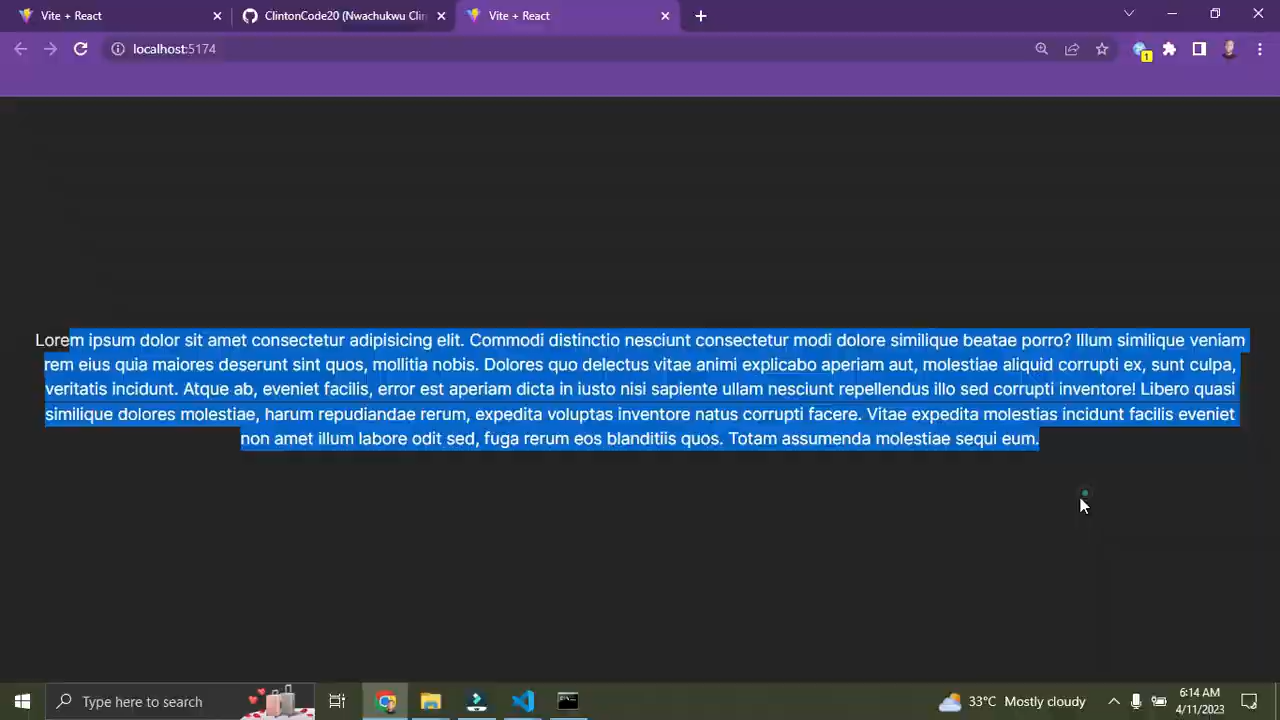 Vite + React
ClintonCode20 (Nwachukwu Clin
Vite + React
localhost:5174
1
Lorem ipsum dolor sit amet consectetur adipisicing elit. Commodi distinctio nesciunt consectetur modi dolore similique beatae porro? Illum similique veniam
rem eius quia maiores deserunt sint quos, mollitia nobis. Dolores quo delectus vitae animi explicabo aperiam aut, molestiae aliquid corrupti ex, sunt culpa,
veritatis incidunt. Atque ab, eveniet facilis, error est aperiam dicta in iusto nisi sapiente ullam nesciunt repellendus illo sed corrupti inventore! Libero quasi
similique dolores molestiae, harum repudiandae rerum, expedita voluptas inventore natus corrupti facere. Vitae expedita molestias incidunt facilis eveniet
non amet illum labore odit sed, fuga rerum eos blanditiis quos. Totam assumenda molestiae sequi eum.
Type here to search
33°C Mostly cloudy
6:14 AM
4/11/2023